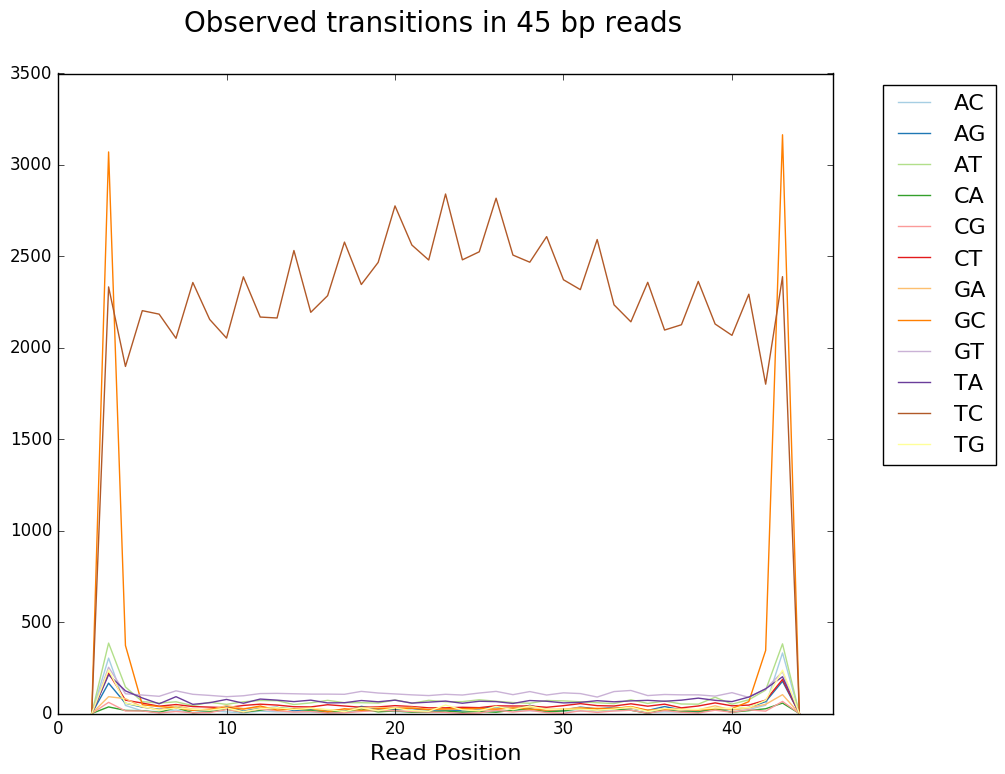 Observed transitions in 45 bp reads
3500
3000
2500
2000
1500
1000
500
0
0 10 20 30 40
Read Position
AC
AG
AT
CA
CG
CT
GA
GC
GT
TA
TC
TG